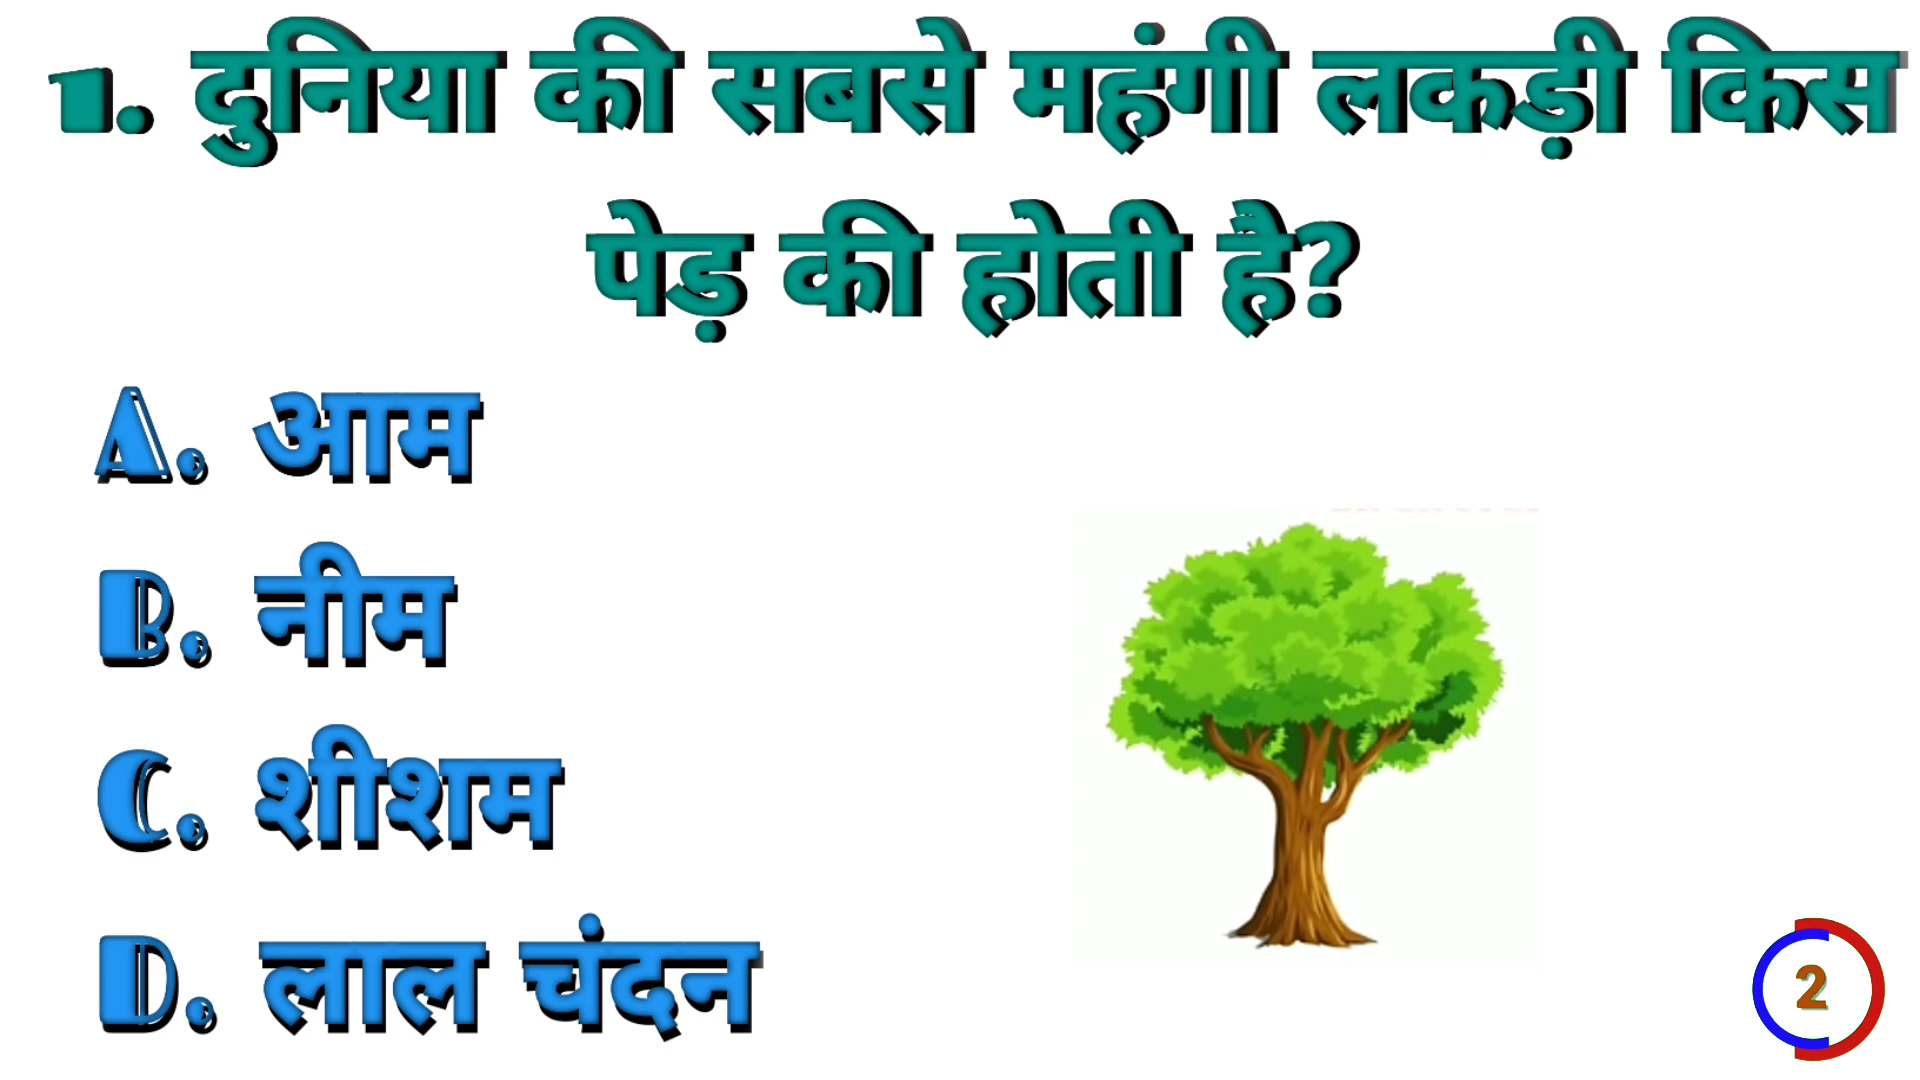 1. दुनिया की सबसे महंगी लकड़ी किस
पेड़ की होती है?
A. आम
B. नीम
C. शीशम
D. लाल चंदन
2